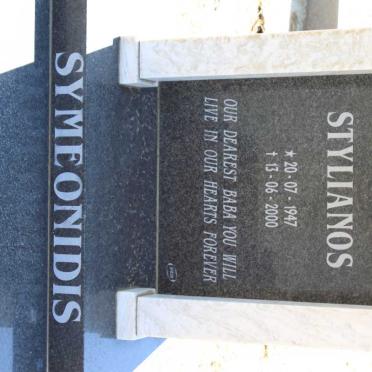 SYMEONIDIS
STYLIANOS
★ 20 - 07 - 1947
† 13 - 06 - 2000
OUR DEAREST BABA YOU WILL
LIVE IN OUR HEARTS FOREVER